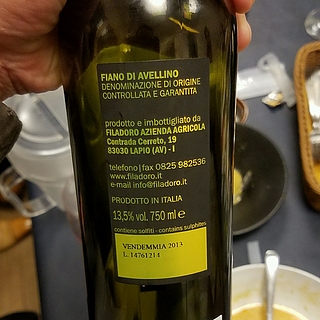 FIANO DI AVELLINO
DENOMINAZIONE DI ORIGINE
CONTROLLATA E GARANTITA
prodotto e imbottigliato da
FILADORO AZIENDA AGRICOLA
Contrada Cerreto, 19
83030 LAPIO (AV) - I
telefono|fax 0825 982536
www.filadoro.it
e-mail info@filadoro.it
PRODOTTO IN ITALIA
13,5% vol. 750 ml ℮
contiene solfiti - contains sulphites
VENDEMMIA 2013
L. 14761214